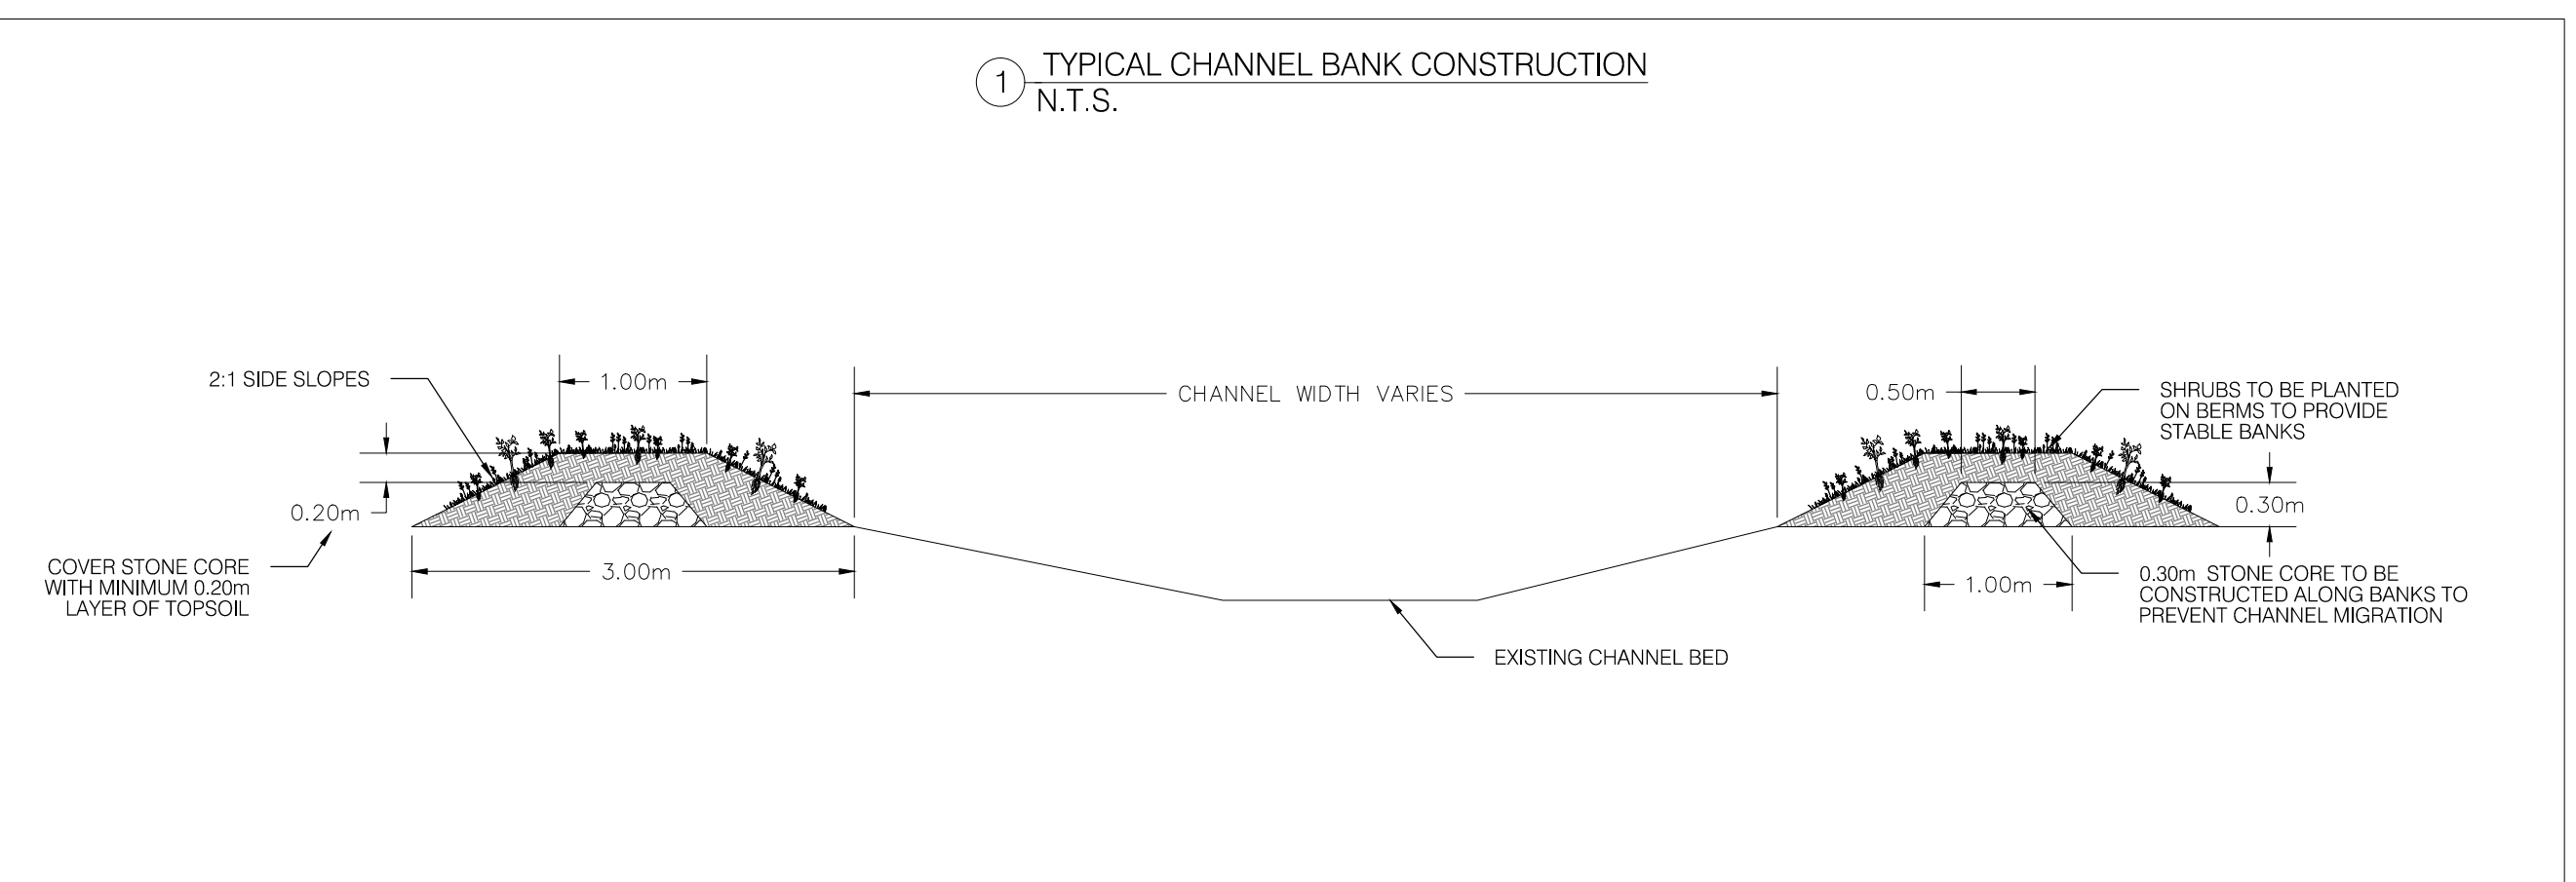 1
TYPICAL CHANNEL BANK CONSTRUCTION
N.T.S.
2:1 SIDE SLOPES
1.00m
CHANNEL WIDTH VARIES
0.50m
SHRUBS TO BE PLANTED
ON BERMS TO PROVIDE
STABLE BANKS
0.20m
0.30m
COVER STONE CORE
WITH MINIMUM 0.20m
LAYER OF TOPSOIL
3.00m
1.00m
0.30m STONE CORE TO BE
CONSTRUCTED ALONG BANKS TO
PREVENT CHANNEL MIGRATION
EXISTING CHANNEL BED